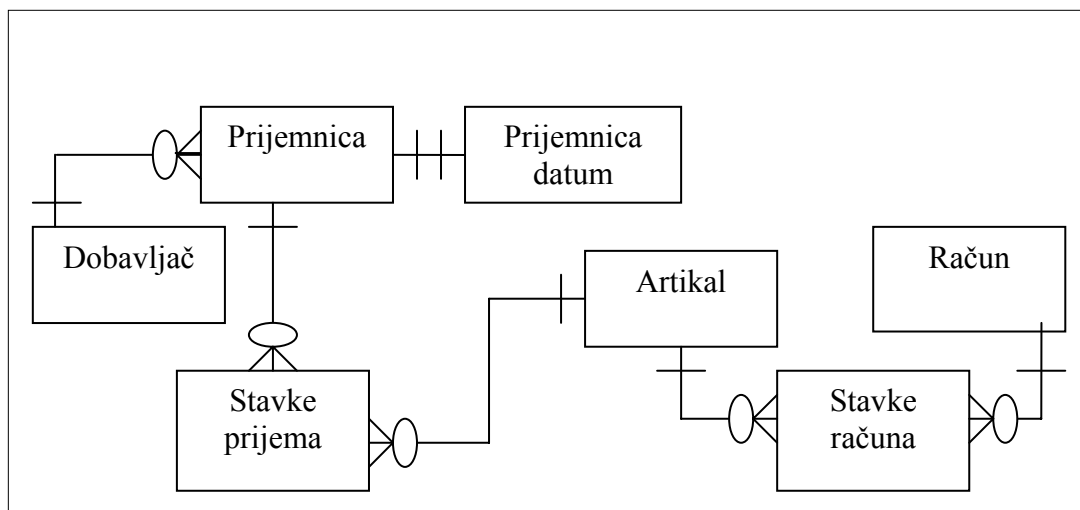 Prijemnica
Prijemnica
datum
Dobavljač
Artikal
Račun
Stavke
prijema
Stavke
računa